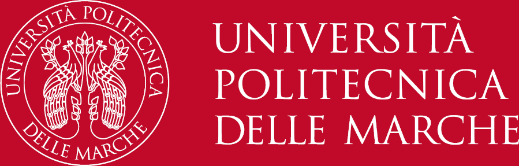 UNIVERSITÀ POLITECNICA
DELLE MARCHE
UNIVERSITÀ
POLITECNICA
DELLE MARCHE